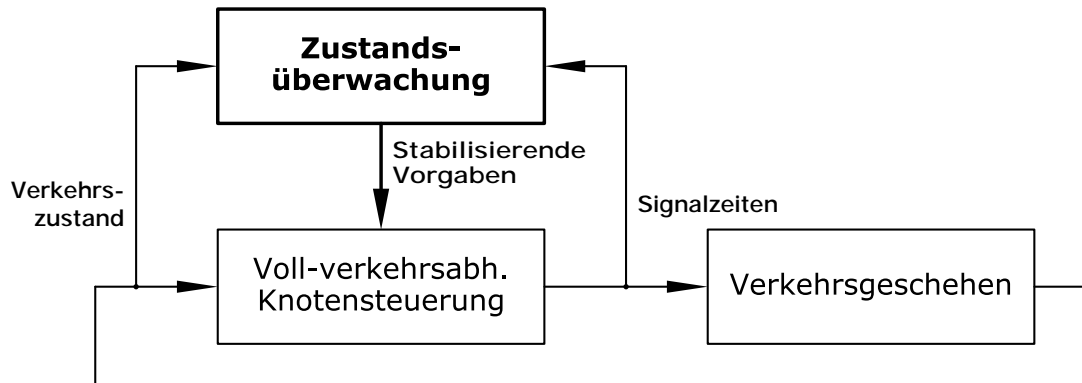 Zustands-
überwachung
Stabilisierende
Vorgaben
Verkehrs-
zustand
Signalzeiten
Voll-verkehrsabh.
Knotensteuerung
Verkehrsgeschehen